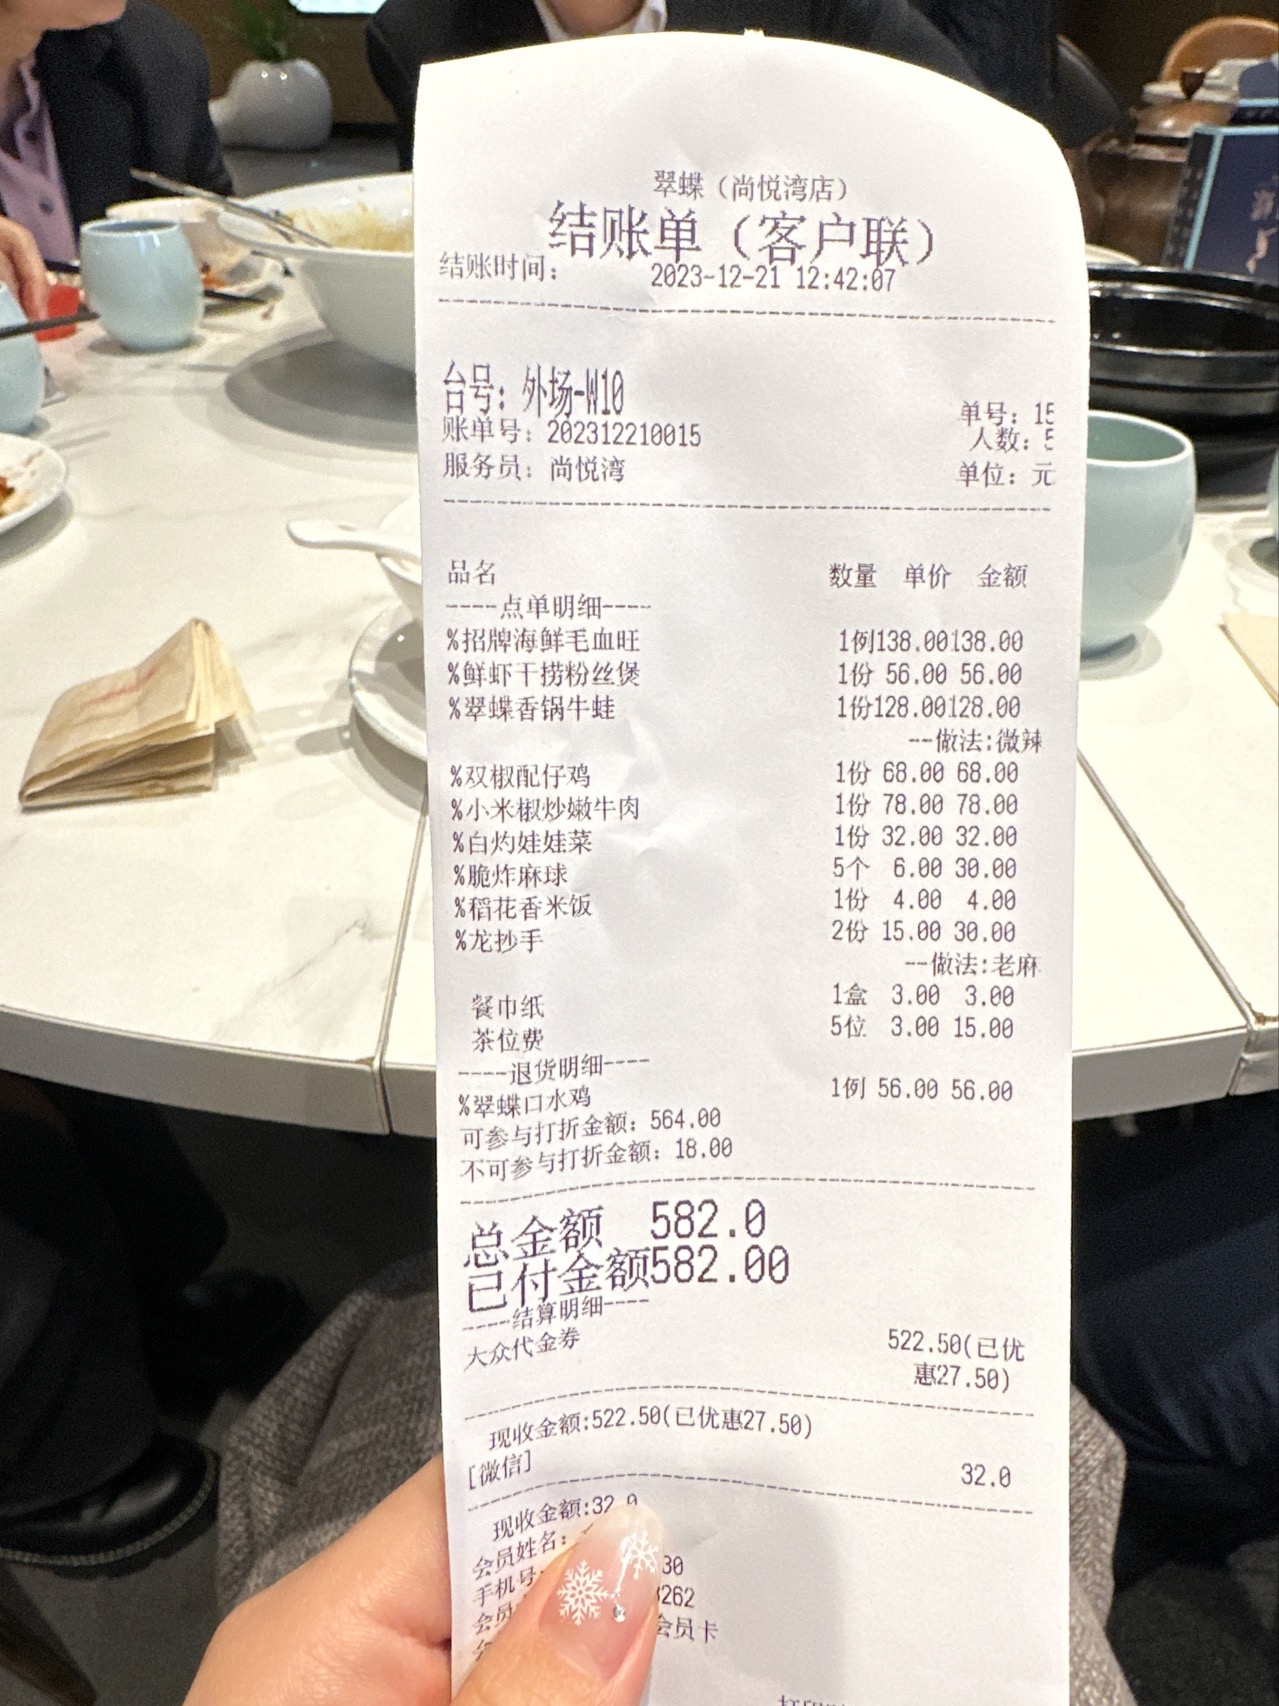 翠蝶（尚悦湾店）
结账单（客户联）
结账时间： 2023-12-21 12:42:07
台号：外场-W10
单号：15
账单号：202312210015
人数：5
服务员：尚悦湾
单位：元
品名 数量 单价 金额
----点单明细----
%招牌海鲜毛血旺 1例138.00138.00
%鲜虾干捞粉丝煲 1份 56.00 56.00
%翠蝶香锅牛蛙 1份128.00128.00
--做法:微辣
%双椒配仔鸡 1份 68.00 68.00
%小米椒炒嫩牛肉 1份 78.00 78.00
%白灼娃娃菜 1份 32.00 32.00
%脆炸麻球 5个 6.00 30.00
%稻花香米饭 1份 4.00 4.00
%龙抄手 2份 15.00 30.00
--做法:老麻
餐巾纸 1盒 3.00 3.00
茶位费 5位 3.00 15.00
----退货明细----
%翠蝶口水鸡 1例 56.00 56.00
可参与打折金额：564.00
不可参与打折金额：18.00
总金额 582.0
已付金额582.00
----结算明细----
大众代金券 522.50(已优
惠27.50)
现收金额:522.50(已优惠27.50)
[微信] 32.0
现收金额:32.0
会员姓名：
手机号: 30
会员 262
会员卡